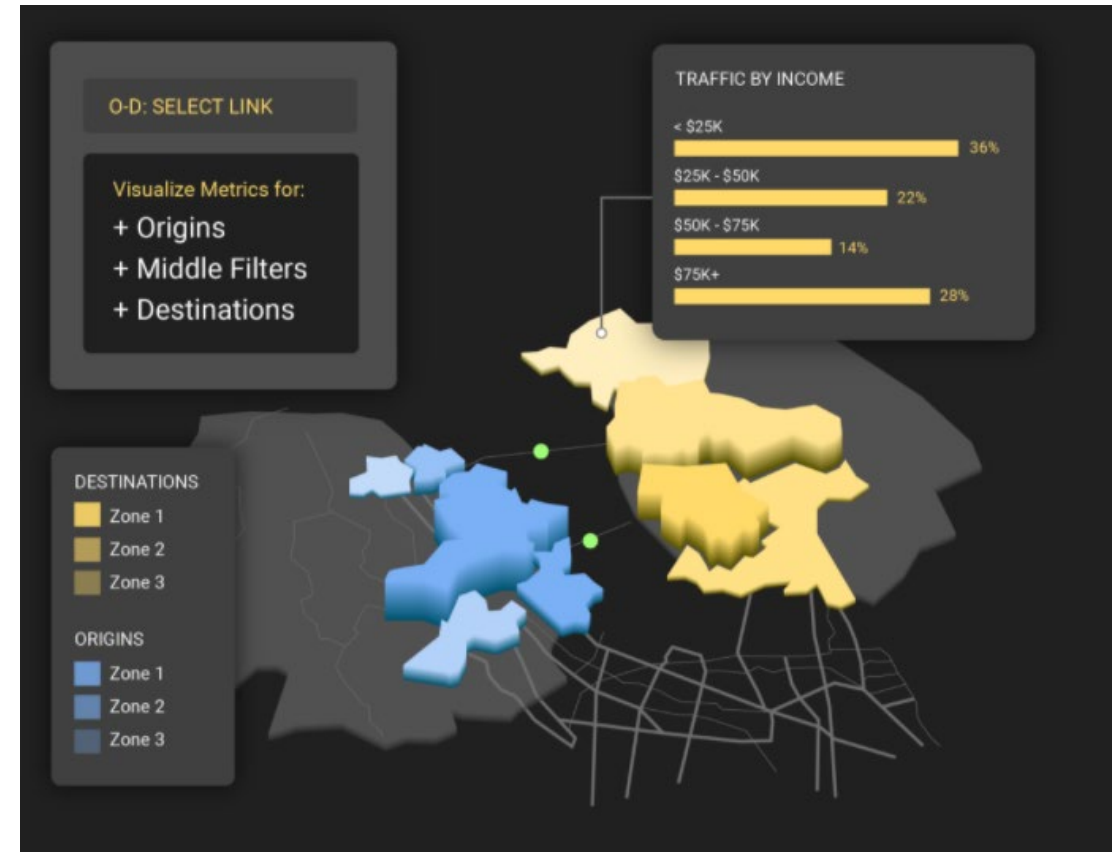 O-D: SELECT LINK
Visualize Metrics for:
+ Origins
+ Middle Filters
+ Destinations
TRAFFIC BY INCOME
< $25K
36%
$25K - $50K
22%
$50K - $75K
14%
$75K+
28%
DESTINATIONS
Zone 1
Zone 2
Zone 3
ORIGINS
Zone 1
Zone 2
Zone 3